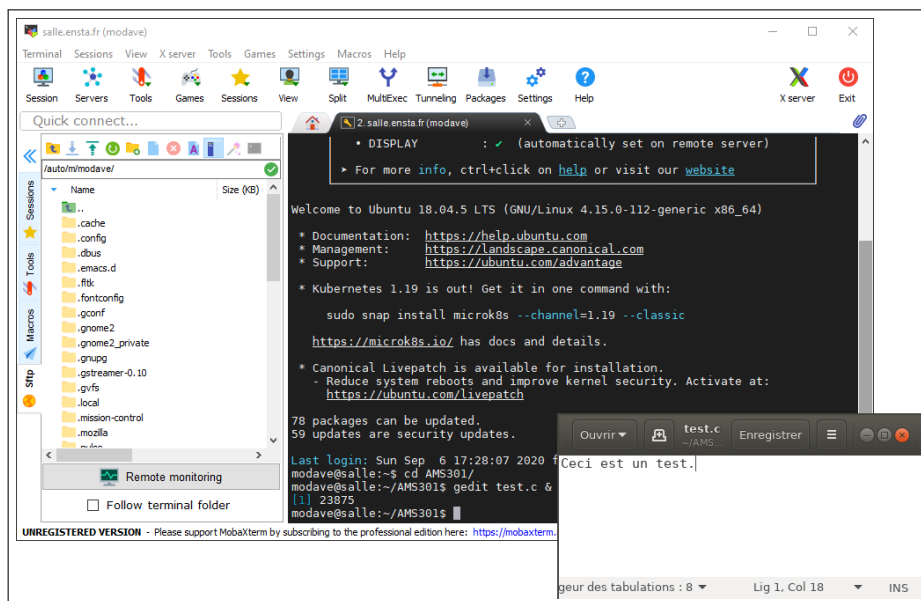 salle.ensta.fr (modave)
Terminal Sessions View X server Tools Games Settings Macros Help
Session Servers Tools Games Sessions View Split MultiExec Tunneling Packages Settings Help X server Exit
Quick connect...
2. salle.ensta.fr (modave)
/auto/m/modave/
Name Size (KB)
..
.cache
.config
.dbus
.emacs.d
.fltk
.fontconfig
.gconf
.gnome2
.gnome2_private
.gnupg
.gstreamer-0.10
.gvfs
.local
.mission-control
.mozilla
Sessions
Tools
Macros
Sftp
Remote monitoring
Follow terminal folder
• DISPLAY : ✓ (automatically set on remote server)
➤ For more info, ctrl+click on help or visit our website
Welcome to Ubuntu 18.04.5 LTS (GNU/Linux 4.15.0-112-generic x86_64)
* Documentation: https://help.ubuntu.com
* Management: https://landscape.canonical.com
* Support: https://ubuntu.com/advantage
* Kubernetes 1.19 is out! Get it in one command with:
sudo snap install microk8s --channel=1.19 --classic
https://microk8s.io/ has docs and details.
* Canonical Livepatch is available for installation.
- Reduce system reboots and improve kernel security. Activate at:
https://ubuntu.com/livepatch
78 packages can be updated.
59 updates are security updates.
Last login: Sun Sep 6 17:28:07 2020 f
modave@salle:~$ cd AMS301/
modave@salle:~/AMS301$ gedit test.c &
[1] 23875
modave@salle:~/AMS301$
UNREGISTERED VERSION - Please support MobaXterm by subscribing to the professional edition here: https://mobaxterm.
Ouvrir test.c Enregistrer
~/AMS...
Ceci est un test.
geur des tabulations : 8 Lig 1, Col 18 INS